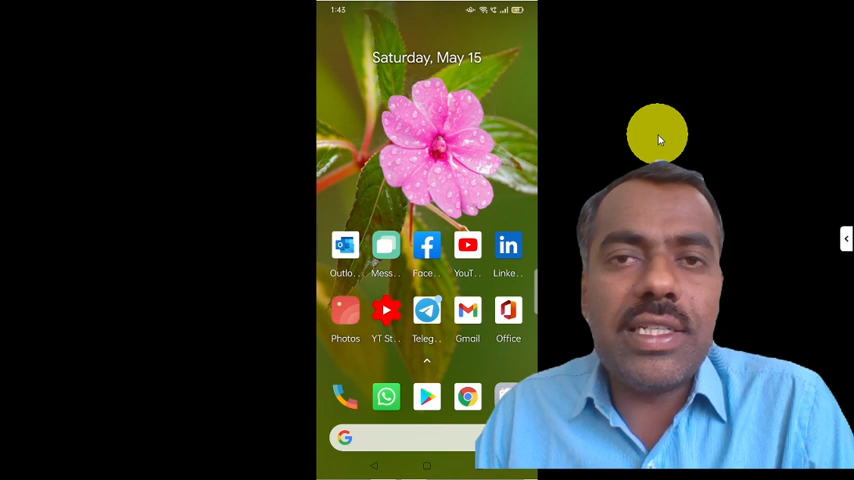 1:43
Saturday, May 15
Outlo.. Mess.. Face.. YouT.. Linke..
Photos YT St.. Teleg.. Gmail Office